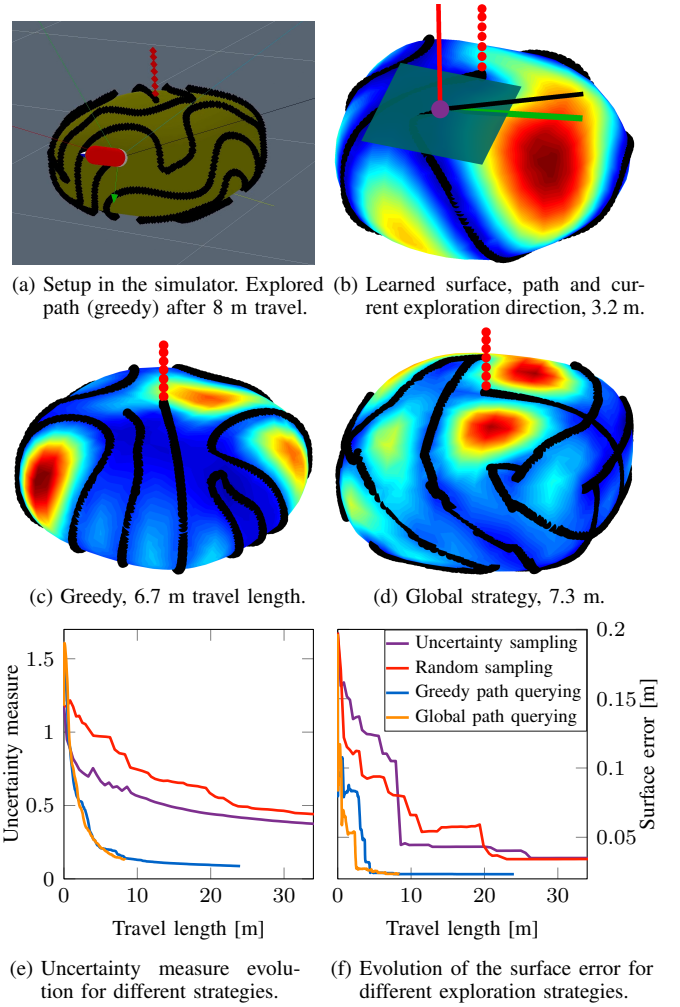 (a) Setup in the simulator. Explored
path (greedy) after 8 m travel.
(b) Learned surface, path and cur-
rent exploration direction, 3.2 m.
(c) Greedy, 6.7 m travel length.
(d) Global strategy, 7.3 m.
Uncertainty measure
1.5
1
0.5
0
0
10
20
30
Travel length [m]
Uncertainty sampling
Random sampling
Greedy path querying
Global path querying
0.2
0.15
0.1
0.05
Surface error [m]
0
10
20
30
Travel length [m]
(e) Uncertainty measure evolu-
tion for different strategies.
(f) Evolution of the surface error for
different exploration strategies.